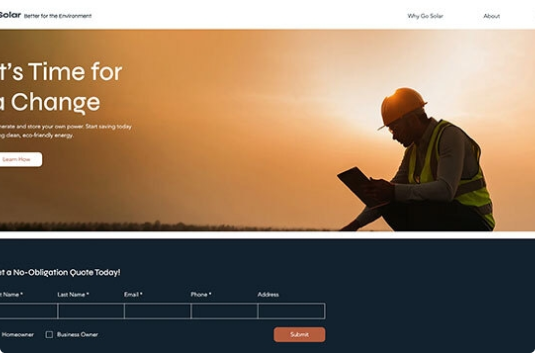 Solar Better for the Environment
Why Go Solar
About
t's Time for
a Change
nerate and store your own power. Start saving today
ng clean, eco-friendly energy.
Learn More
et a No-Obligation Quote Today!
t Name *
Last Name *
Email *
Phone *
Address
Homeowner
Business Owner
Submit